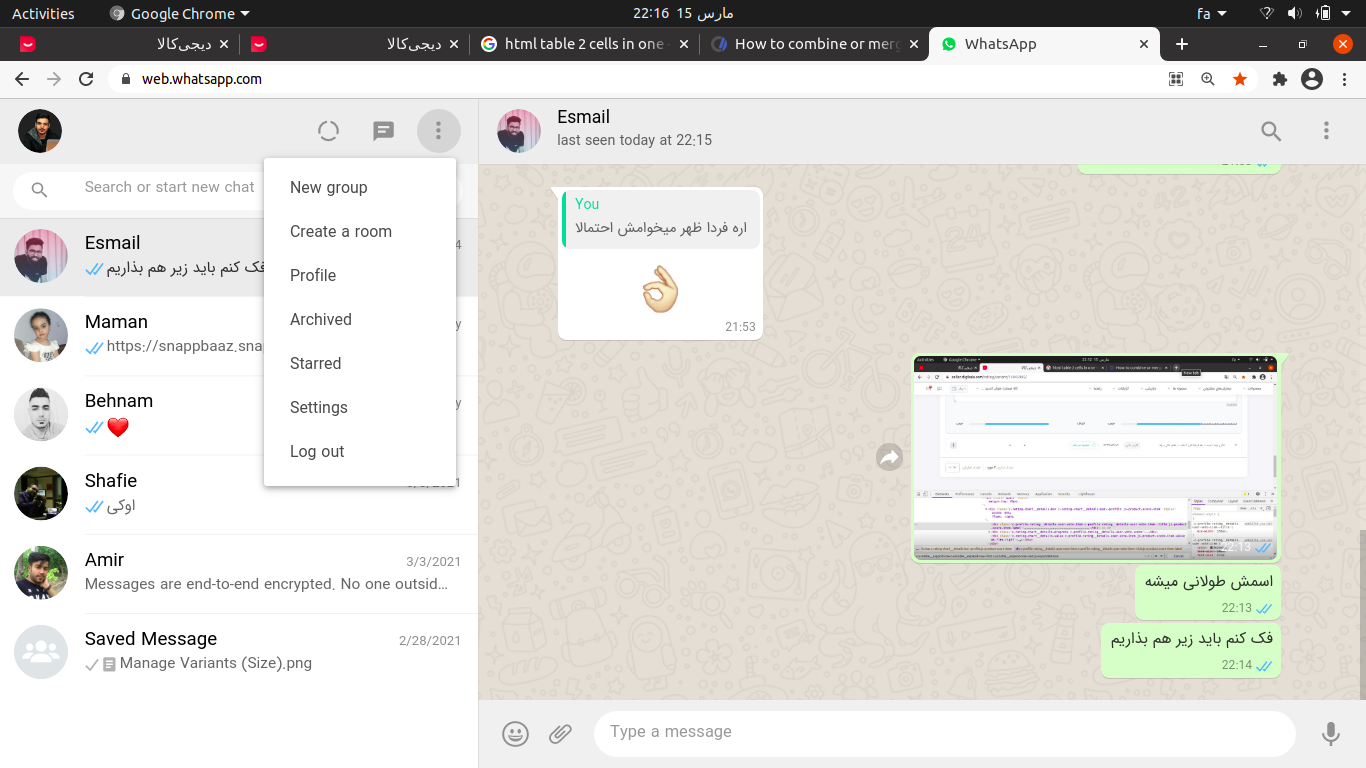 Activities
Google Chrome
22:16 15 مارس
fa
دیجی‌کالا
دیجی‌کالا
html table 2 cells in one
How to combine or merg
WhatsApp
web.whatsapp.com
Search or start new chat
New group
Create a room
Profile
Archived
Starred
Settings
Log out
Esmail
فک کنم باید زیر هم بذاریم
Maman
https://snappbaaz.sna
Behnam
Shafie
اوکی
Amir
3/3/2021
Messages are end-to-end encrypted. No one outsid…
Saved Message
2/28/2021
Manage Variants (Size).png
Esmail
last seen today at 22:15
You
اره فردا ظهر میخوامش احتمالا
21:53
22:13
اسمش طولانی میشه
22:13
فک کنم باید زیر هم بذاریم
22:14
Type a message